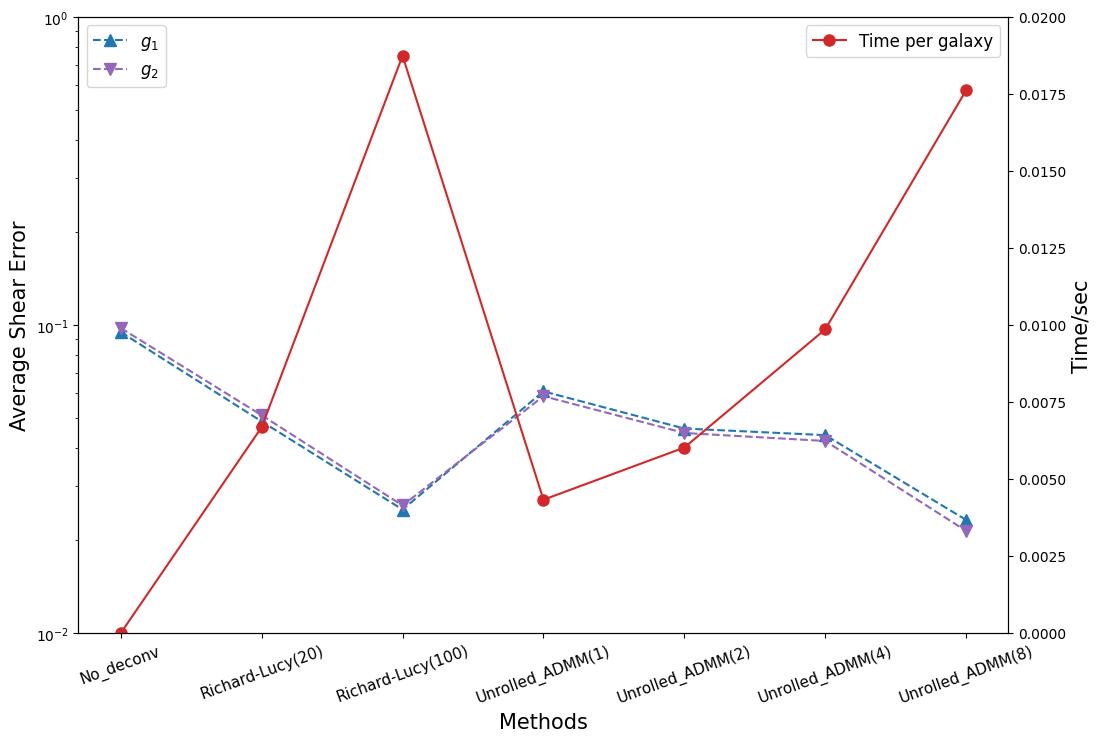 10⁰
10⁻¹
10⁻²
Average Shear Error
g₁
g₂
Time per galaxy
0.0200
0.0175
0.0150
0.0125
0.0100
0.0075
0.0050
0.0025
0.0000
Time/sec
No_deconv
Richard-Lucy(20)
Richard-Lucy(100)
Unrolled_ADMM(1)
Unrolled_ADMM(2)
Unrolled_ADMM(4)
Unrolled_ADMM(8)
Methods